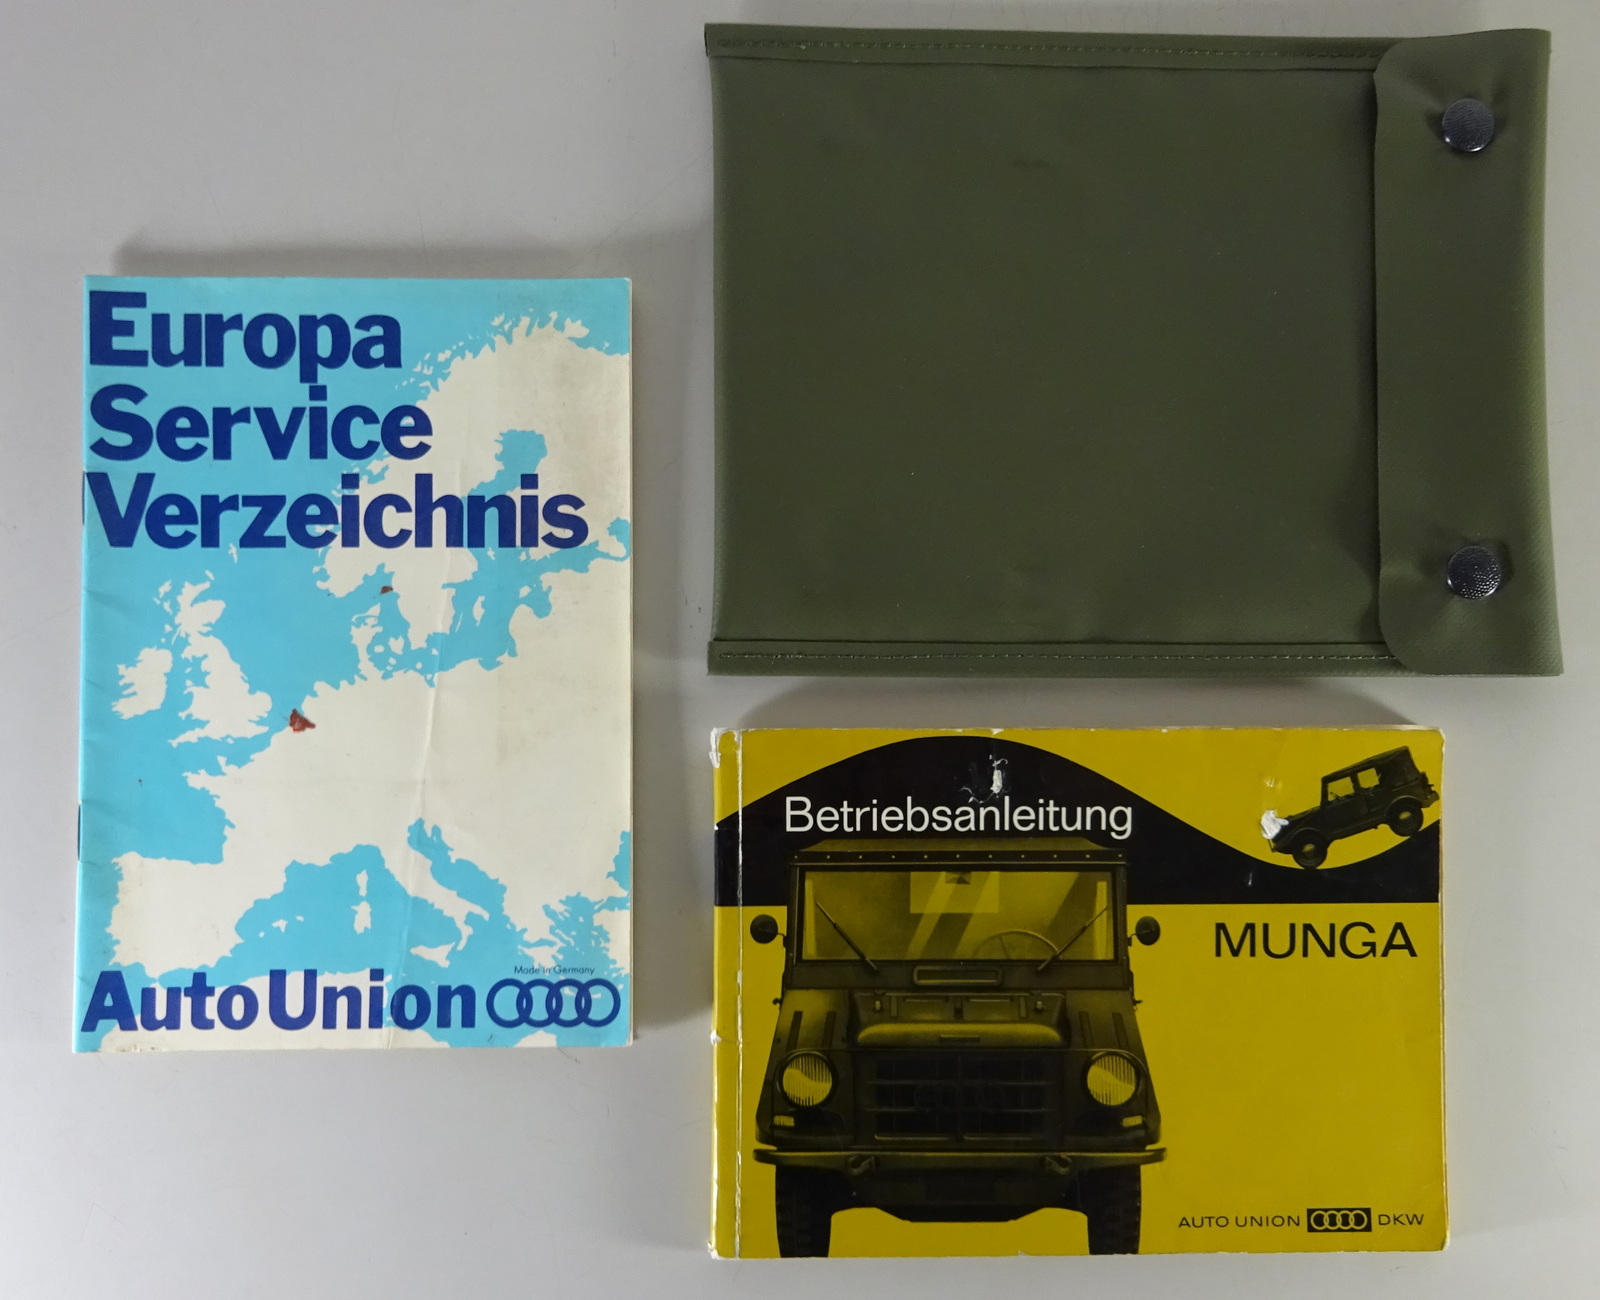 Europa
Service
Verzeichnis
Made in Germany
Auto Union
Betriebsanleitung
MUNGA
AUTO UNION DKW